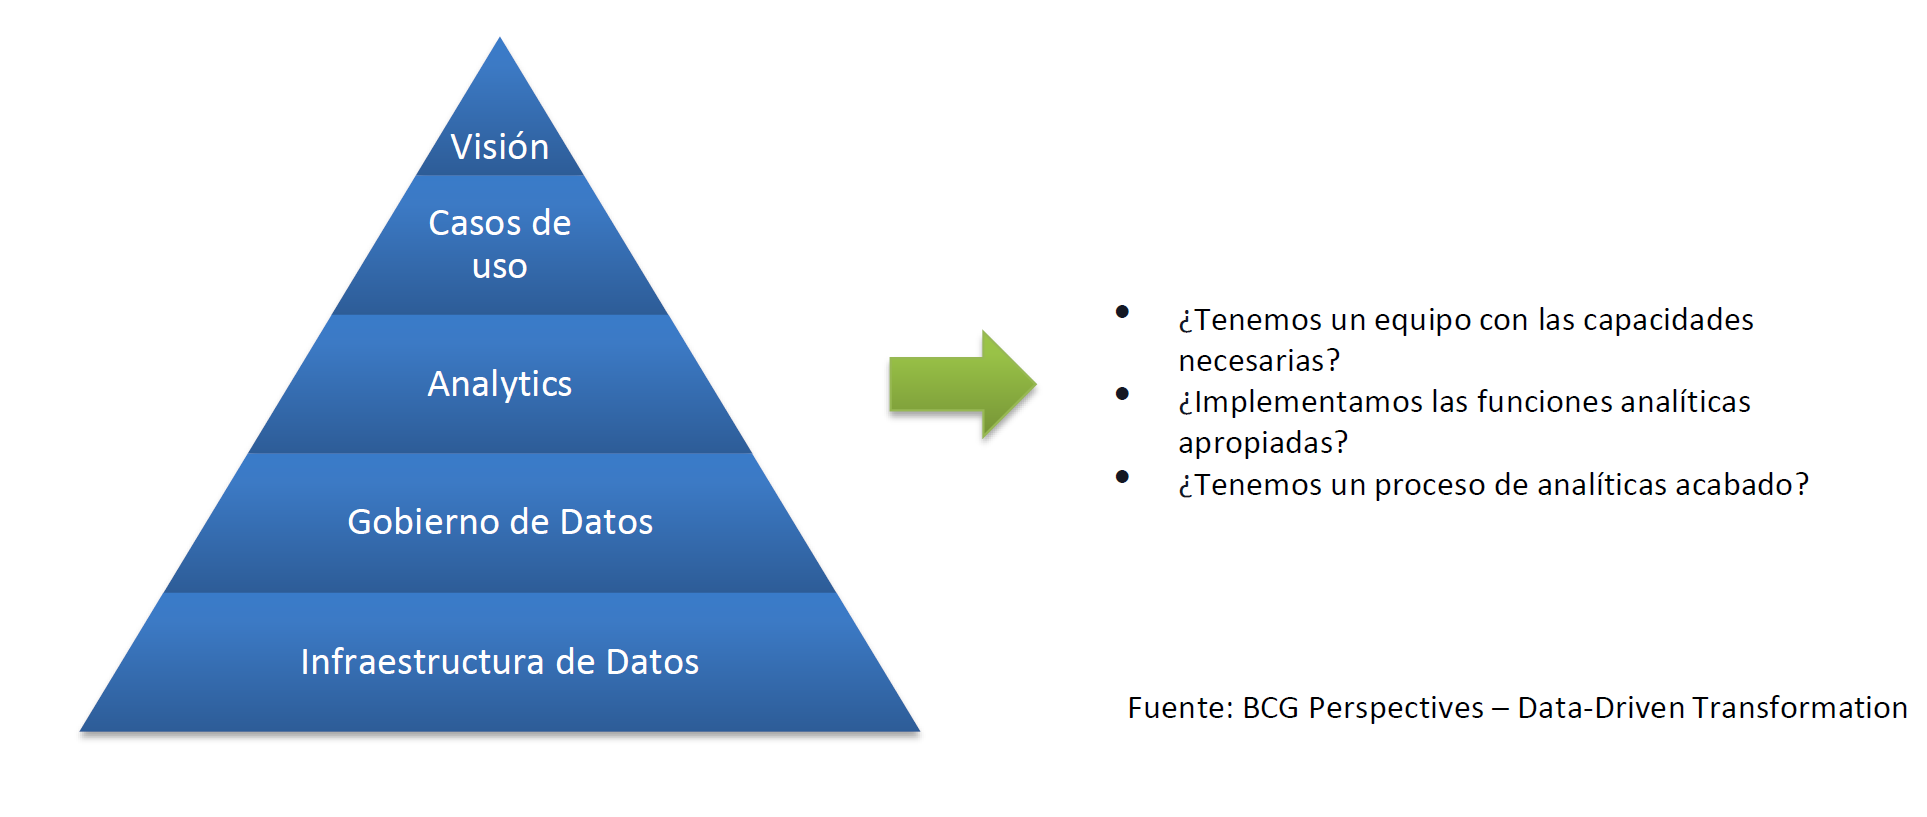 Visión
Casos de
uso
Analytics
Gobierno de Datos
Infraestructura de Datos
• ¿Tenemos un equipo con las capacidades
necesarias?
• ¿Implementamos las funciones analíticas
apropiadas?
• ¿Tenemos un proceso de analíticas acabado?
Fuente: BCG Perspectives – Data-Driven Transformation